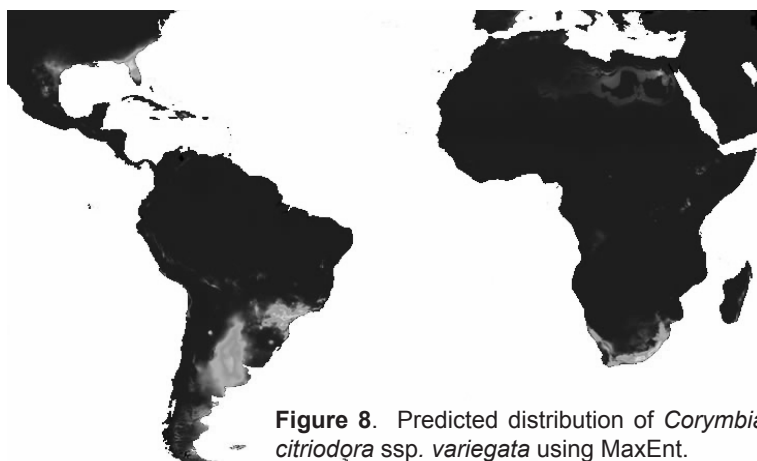 Figure 8. Predicted distribution of Corymbia
citriodora ssp. variegata using MaxEnt.